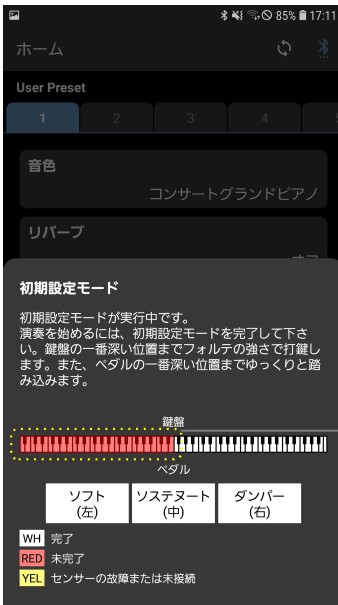 85% 17:11
ホーム
User Preset
1 2 3 4
音色
コンサートグランドピアノ
リバーブ
初期設定モード
初期設定モードが実行中です。
演奏を始めるには、初期設定モードを完了して下さ
い。鍵盤の一番深い位置までフォルテの強さで打鍵し
ます。また、ペダルの一番深い位置までゆっくりと踏
み込みます。
鍵盤
ペダル
ソフト
(左)
ソステヌート
(中)
ダンパー
(右)
WH 完了
RED 未完了
YEL センサーの故障または未接続